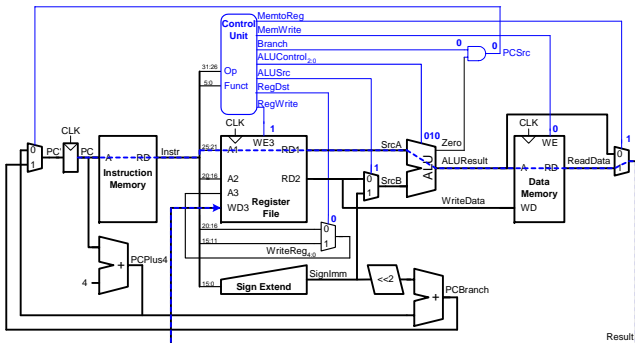 Control
Unit
MemtoReg
MemWrite
Branch
0
0
PCSrc
ALUControl2:0
31:26
Op
ALUSrc
5:0
Funct
RegDst
RegWrite
CLK
CLK
1
010
CLK
0
1
0
1
PC'
PC
A
RD
Instr
Instruction
Memory
25:21
A1
WE3
RD1
SrcA
Zero
WE
20:16
A2
RD2
1
0
1
SrcB
ALU
ALUResult
A
RD
Data
Memory
ReadData
0
1
A3
Register
File
WD3
WriteData
WD
20:16
0
0
15:11
1
WriteReg4:0
PCPlus4
+
4
SignImm
15:0
Sign Extend
<<2
+
PCBranch
Result